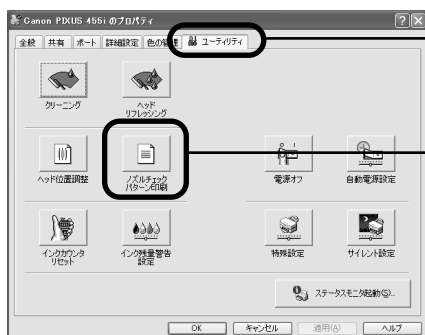 Canon PIXUS 455i のプロパティ
全般 共有 ポート 詳細設定 色の管理 ユーティリティ
クリーニング
ヘッド
リフレッシング
ヘッド位置調整
ノズルチェック
パターン印刷
電源オフ
自動電源設定
インクカウンタ
リセット
インク残量警告
設定
特殊設定
サイレント設定
ステータスモニタ起動(S)...
OK キャンセル 適用(A) ヘルプ